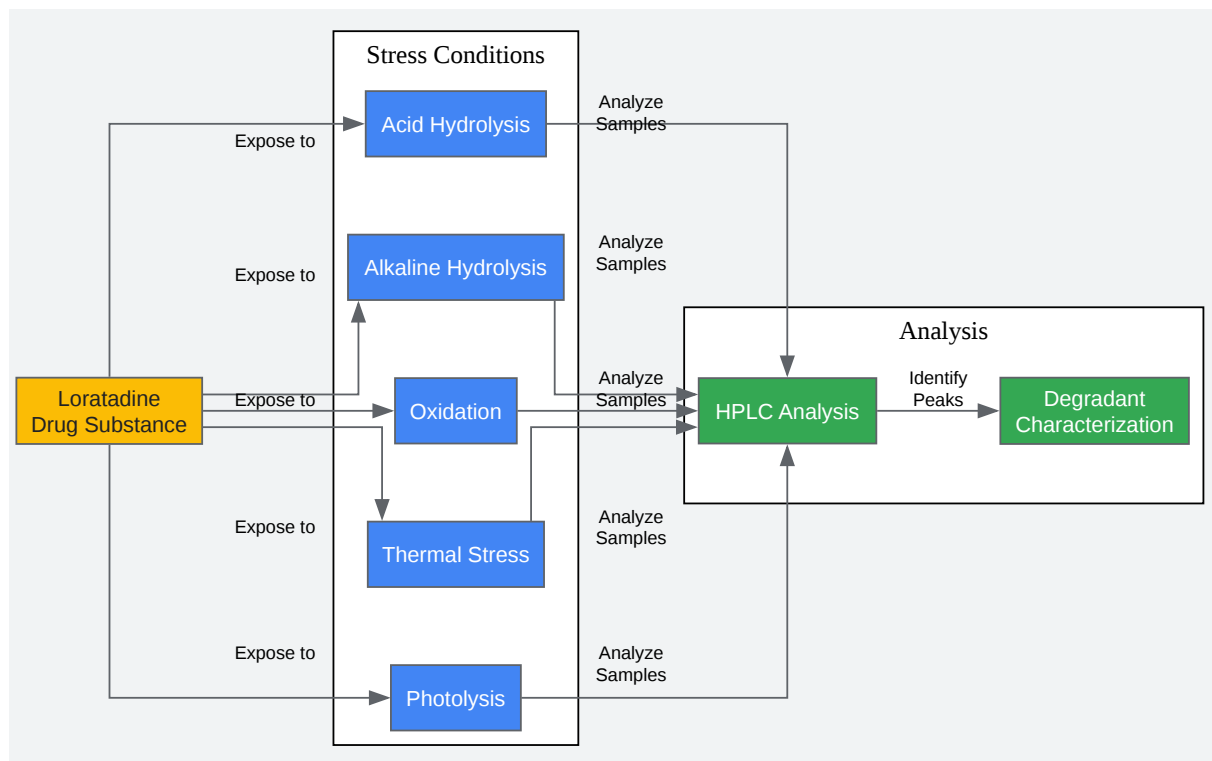 Stress Conditions
Analyze
Samples
Acid Hydrolysis
Expose to
Analyze
Samples
Alkaline Hydrolysis
Expose to
Analysis
Loratadine
Drug Substance
Expose to
Oxidation
Analyze
Samples
HPLC Analysis
Identify
Peaks
Degradant
Characterization
Expose to
Thermal Stress
Analyze
Samples
Expose to
Photolysis
Analyze
Samples